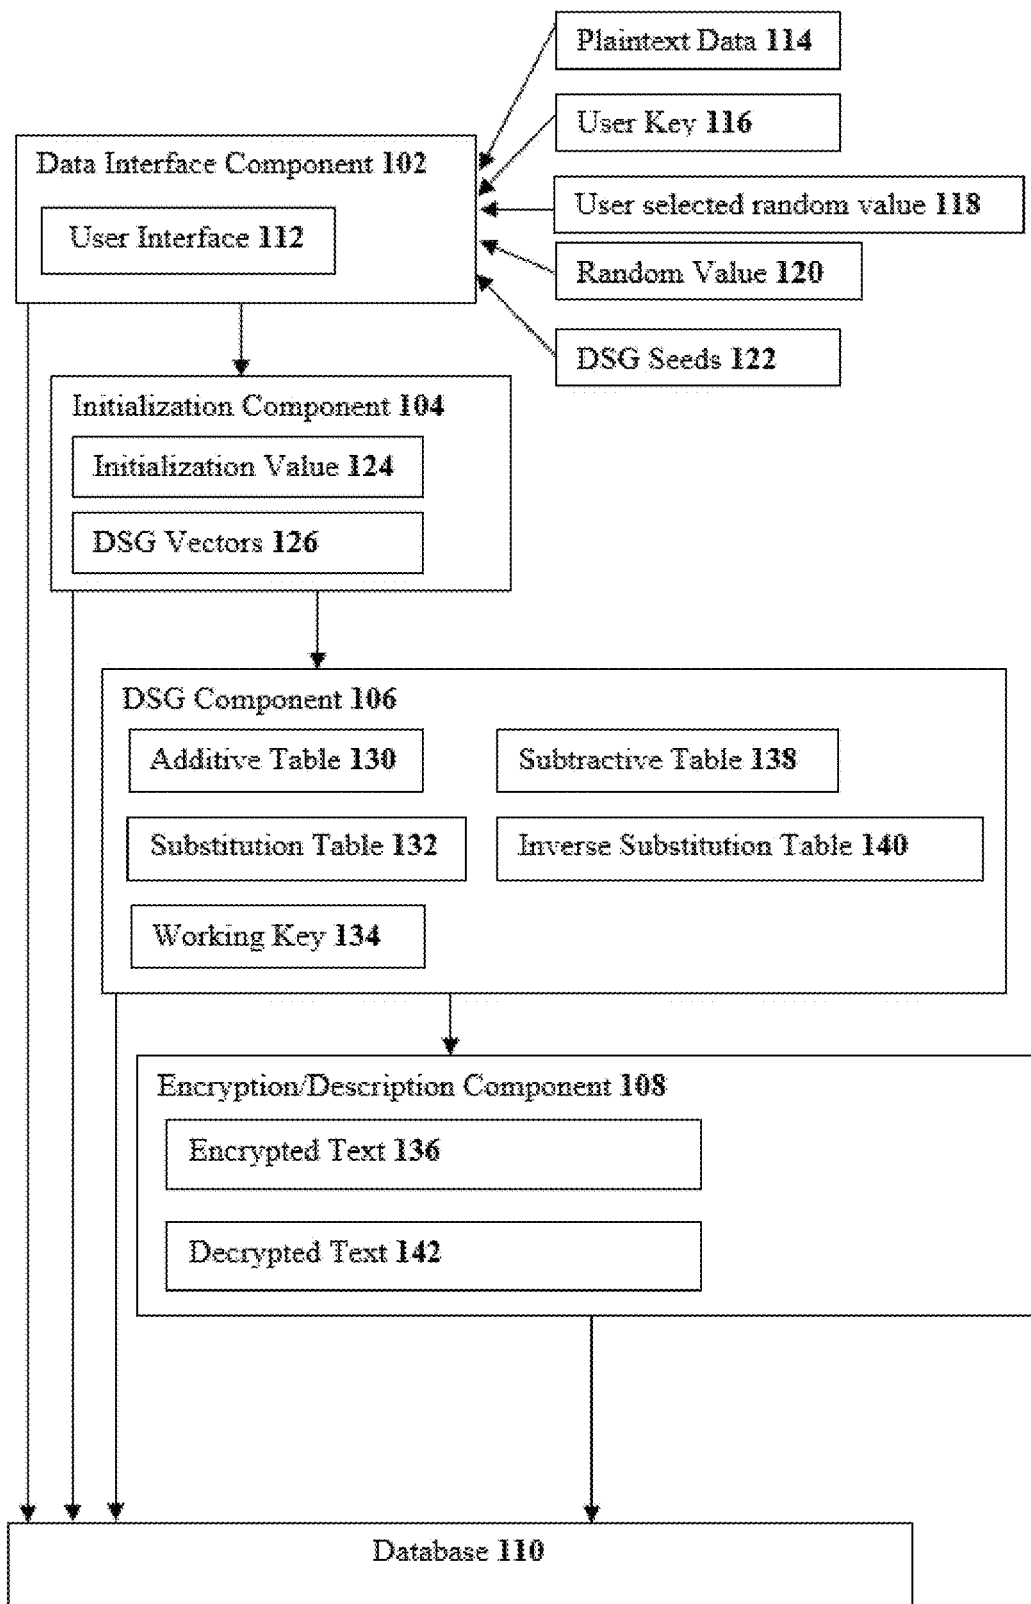 Plaintext Data 114
User Key 116
Data Interface Component 102
User selected random value 118
User Interface 112
Random Value 120
DSG Seeds 122
Initialization Component 104
Initialization Value 124
DSG Vectors 126
DSG Component 106
Additive Table 130
Subtractive Table 138
Substitution Table 132
Inverse Substitution Table 140
Working Key 134
Encryption/Description Component 108
Encrypted Text 136
Decrypted Text 142
Database 110